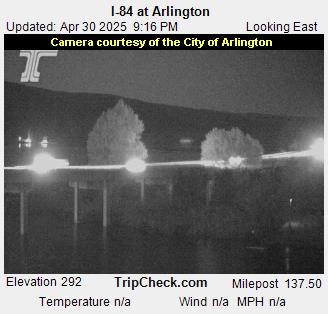 I-84 at Arlington
Updated: Apr 30 2025 9:16 PM Looking East
Camera courtesy of the City of Arlington
Elevation 292 TripCheck.com Milepost 137.50
Temperature n/a Wind n/a MPH n/a